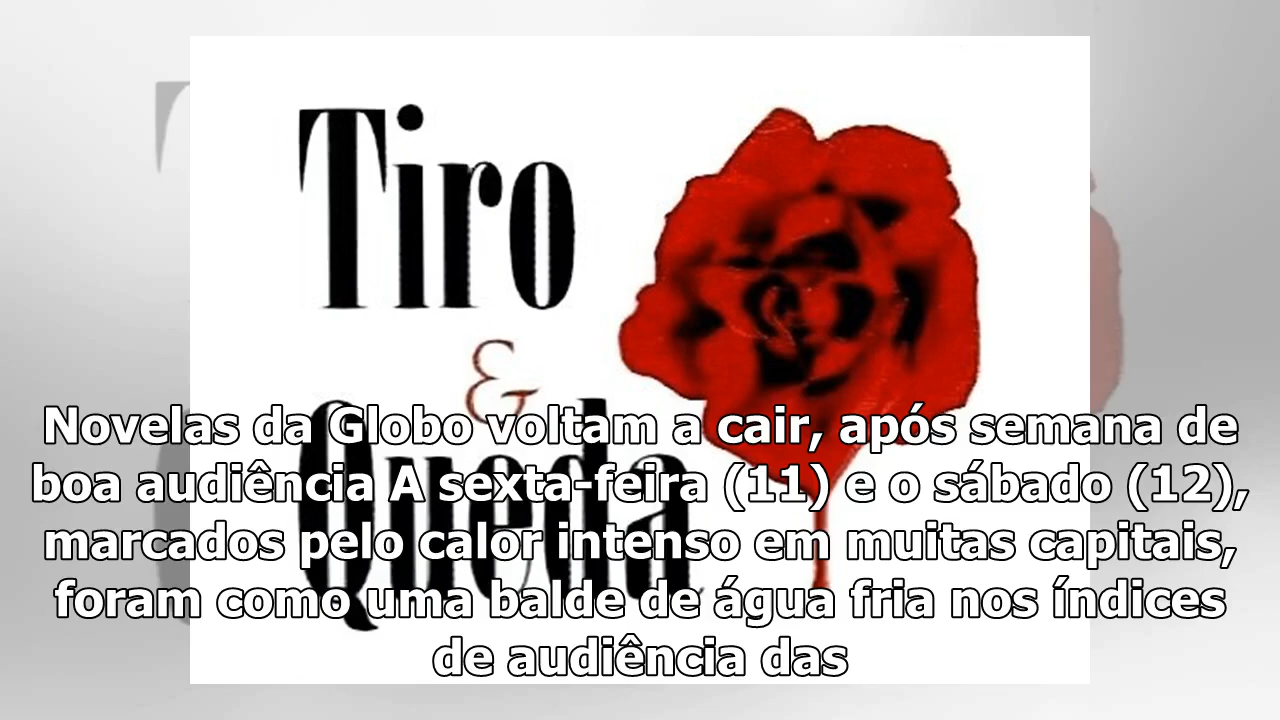 Tiro
&
Queda
Novelas da Globo voltam a cair, após semana de
boa audiência A sexta-feira (11) e o sábado (12),
marcados pelo calor intenso em muitas capitais,
foram como uma balde de água fria nos índices
de audiência das